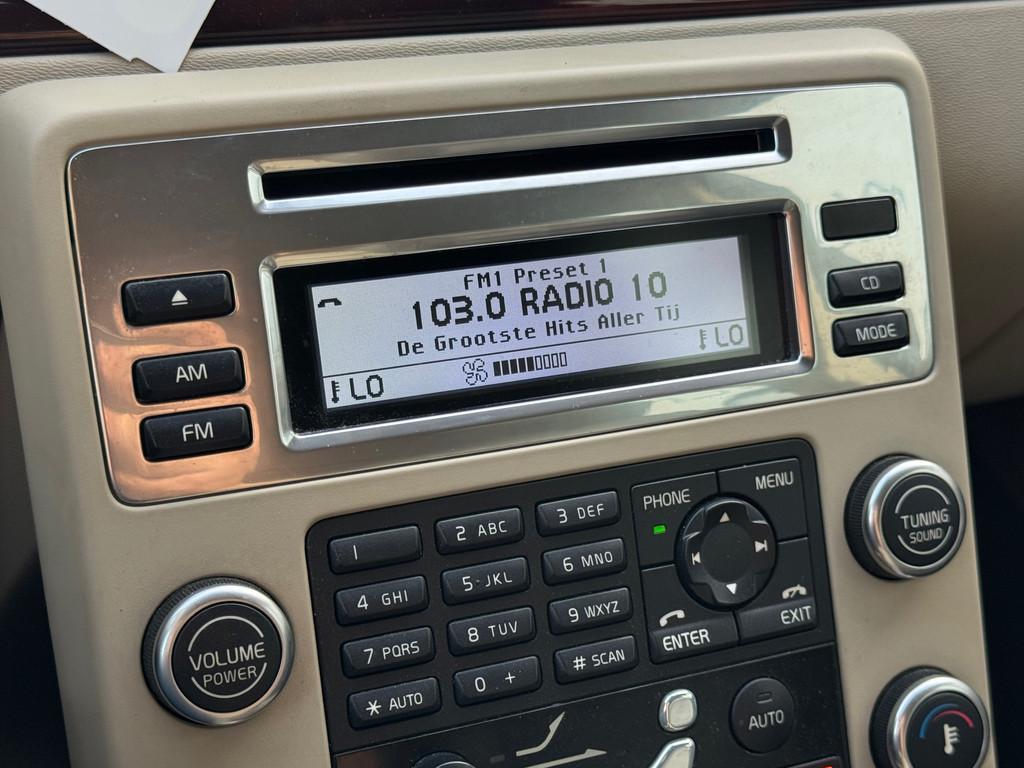 FM1 Preset 1
103.0 RADIO 10
De Grootste Hits Aller Tij
LO
LO
AM
FM
CD
MODE
1
2 ABC
3 DEF
4 GHI
5 JKL
6 MNO
7 PQRS
8 TUV
9 WXYZ
* AUTO
0 +
# SCAN
PHONE
MENU
ENTER
EXIT
VOLUME
POWER
TUNING
SOUND
AUTO